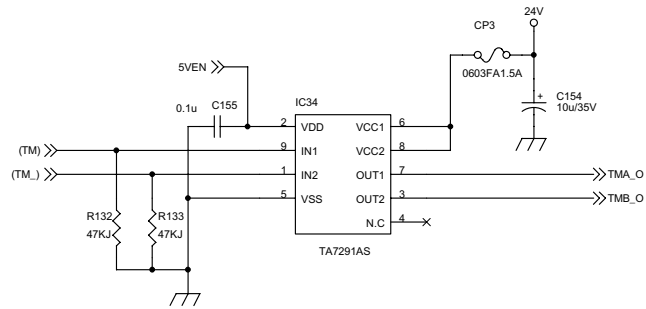 24V
CP3
5VEN
0603FA1.5A
C154
10u/35V
+
0.1u
C155
IC34
2 VDD VCC1 6
(TM) 9 IN1 VCC2 8
(TM_) 1 IN2 OUT1 7 TMA_O
5 VSS OUT2 3 TMB_O
N.C 4
R132
47KJ
R133
47KJ
TA7291AS